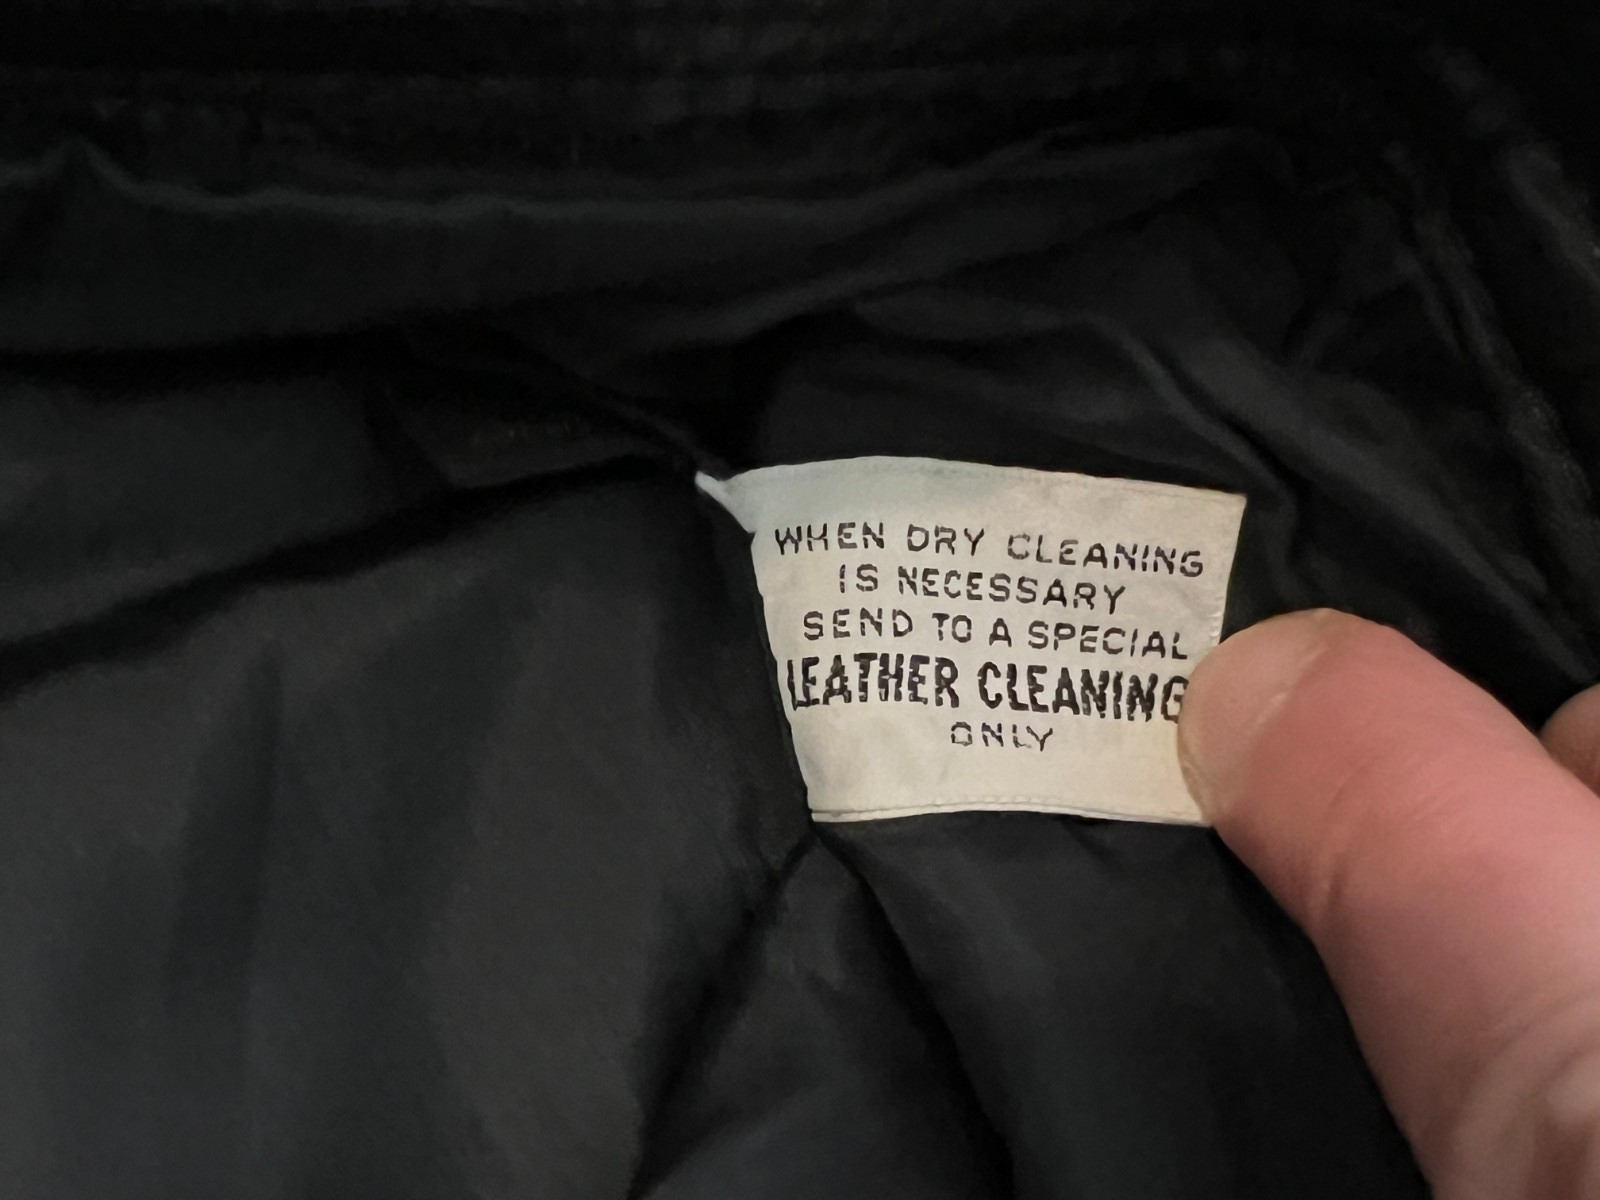 WHEN DRY CLEANING
IS NECESSARY
SEND TO A SPECIAL
LEATHER CLEANING
ONLY